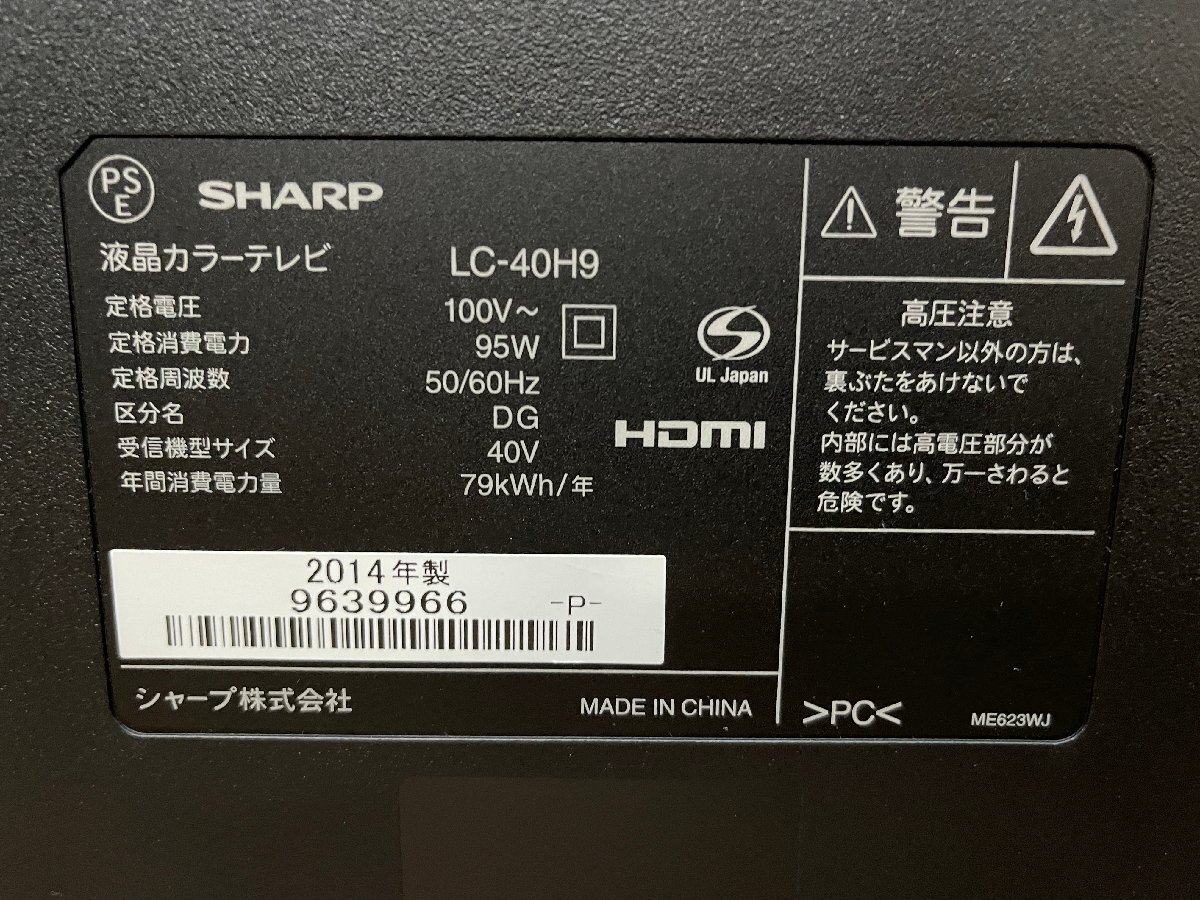 PSE
SHARP
液晶カラーテレビ LC-40H9
定格電圧 100V～
定格消費電力 95W
定格周波数 50/60Hz
区分名 DG
受信機型サイズ 40V
年間消費電力量 79kWh/年
UL Japan
HDMI
2014年製
9639966 -P-
シャープ株式会社 MADE IN CHINA
警告
高圧注意
サービスマン以外の方は、
裏ぶたをあけないで
ください。
内部には高電圧部分が
数多くあり、万一さわると
危険です。
>PC< ME623WJ